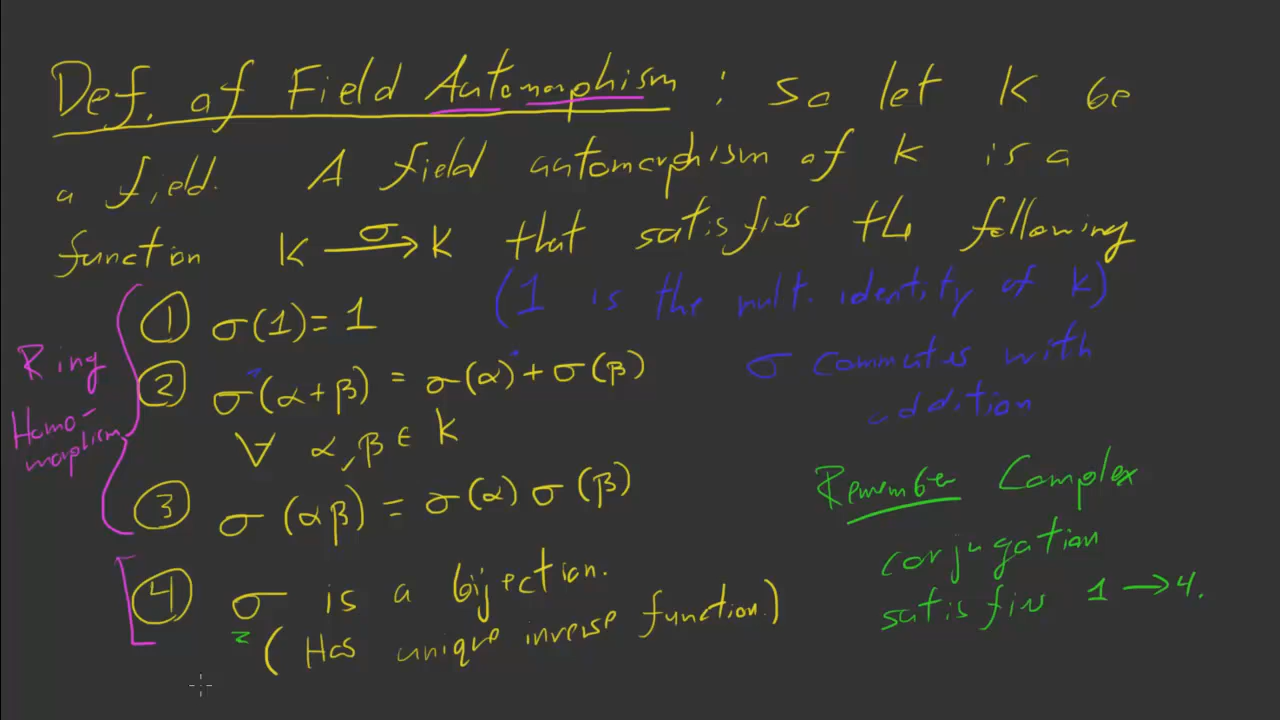 Def. of Field Automorphism : So let K be
a field. A field automorphism of K is a
function K →σ K that satisfies the following
① σ(1) = 1 (1 is the mult. identity of K)
② σ(α + β) = σ(α) + σ(β) σ commutes with
addition
∀ α, β ∈ K
③ σ(αβ) = σ(α) σ(β)
④ σ is a bijection.
(Has unique inverse function.)
Ring
Homo-
morphism
Remember Complex
conjugation
satisfies 1 → 4.